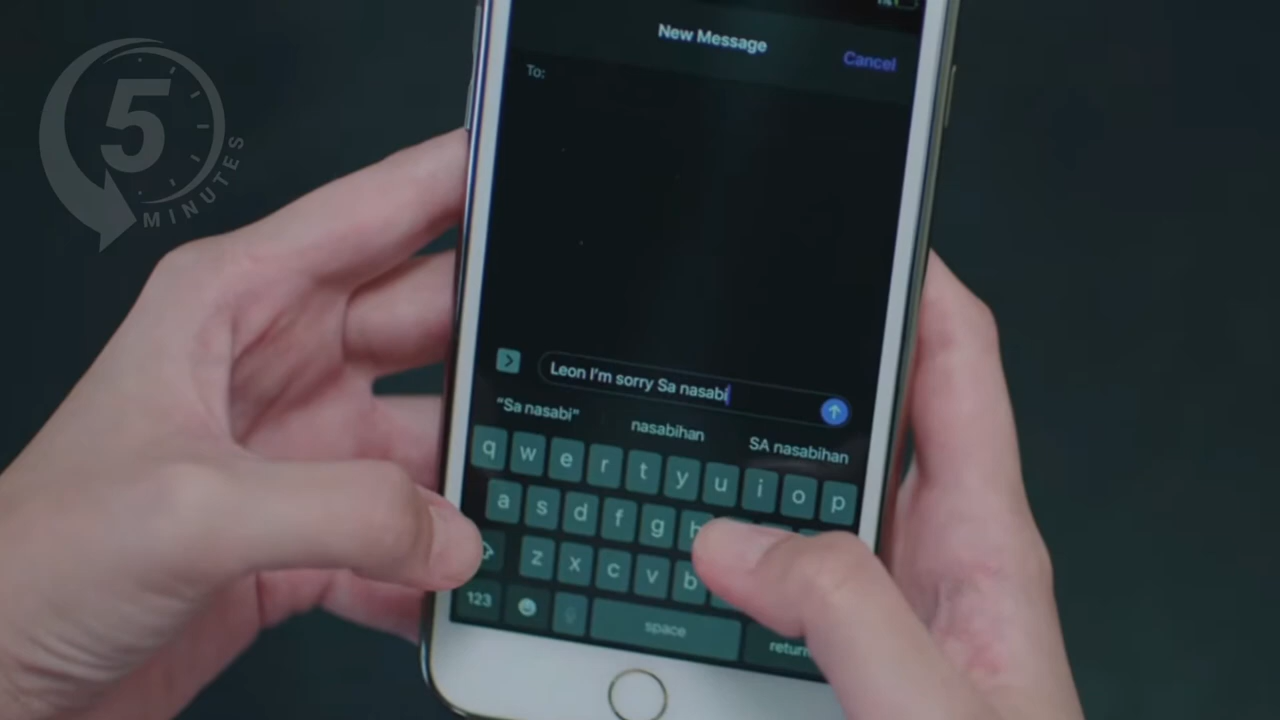 5
MINUTES
New Message
Cancel
To:
Leon I'm sorry Sa nasabi
"Sa nasabi"
nasabihan
SA nasabihan
q w e r t y u i o p
a s d f g h
z x c v b
123
space
return